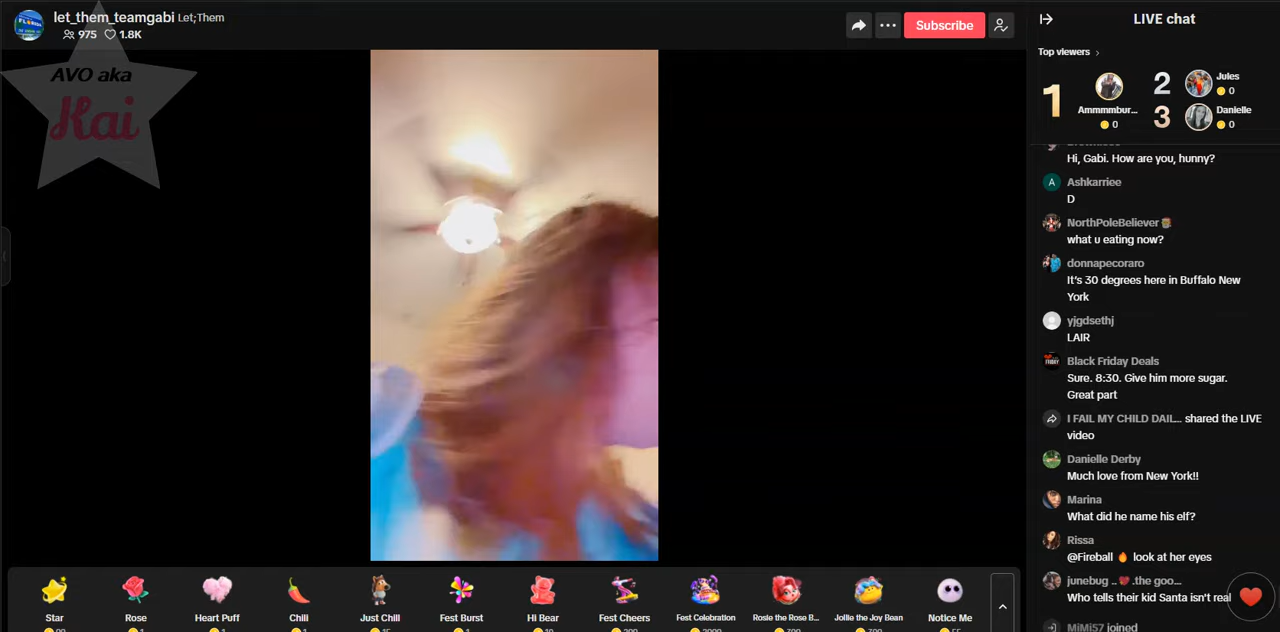 let_them_teamgabi Let;Them
975 1.8K
Subscribe
AVO aka
Kai
LIVE chat
Top viewers
1
Ammmmbur...
0
2
Jules
0
3
Danielle
0
Hi, Gabi. How are you, hunny?
A
Ashkarriee
D
NorthPoleBeliever
what u eating now?
donnapecoraro
It's 30 degrees here in Buffalo New
York
yjgdsethj
LAIR
Black Friday Deals
Sure. 8:30. Give him more sugar.
Great part
I FAIL MY CHILD DAIL... shared the LIVE
video
Danielle Derby
Much love from New York!!
Marina
What did he name his elf?
Rissa
@Fireball 🔥 look at her eyes
junebug .. .the goo...
Who tells their kid Santa isn't real
MiMi57 joined
Star
Rose
Heart Puff
Chili
Just Chill
Fest Burst
Hi Bear
Fest Cheers
Fest Celebration
Rosie the Rose B...
Jollie the Joy Bean
Notice Me